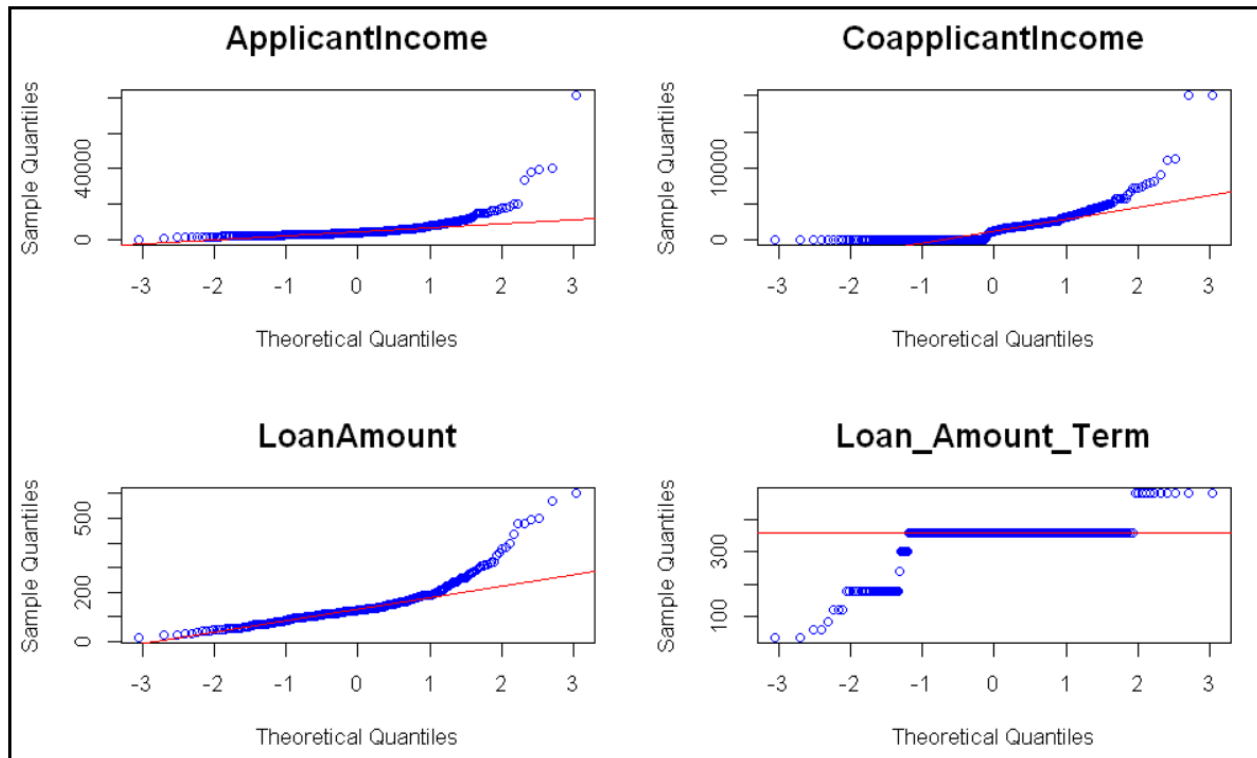 ApplicantIncome
Sample Quantiles
40000
0
-3 -2 -1 0 1 2 3
Theoretical Quantiles
CoapplicantIncome
Sample Quantiles
10000
0
-3 -2 -1 0 1 2 3
Theoretical Quantiles
LoanAmount
Sample Quantiles
500
200
0
-3 -2 -1 0 1 2 3
Theoretical Quantiles
Loan_Amount_Term
Sample Quantiles
300
100
-3 -2 -1 0 1 2 3
Theoretical Quantiles